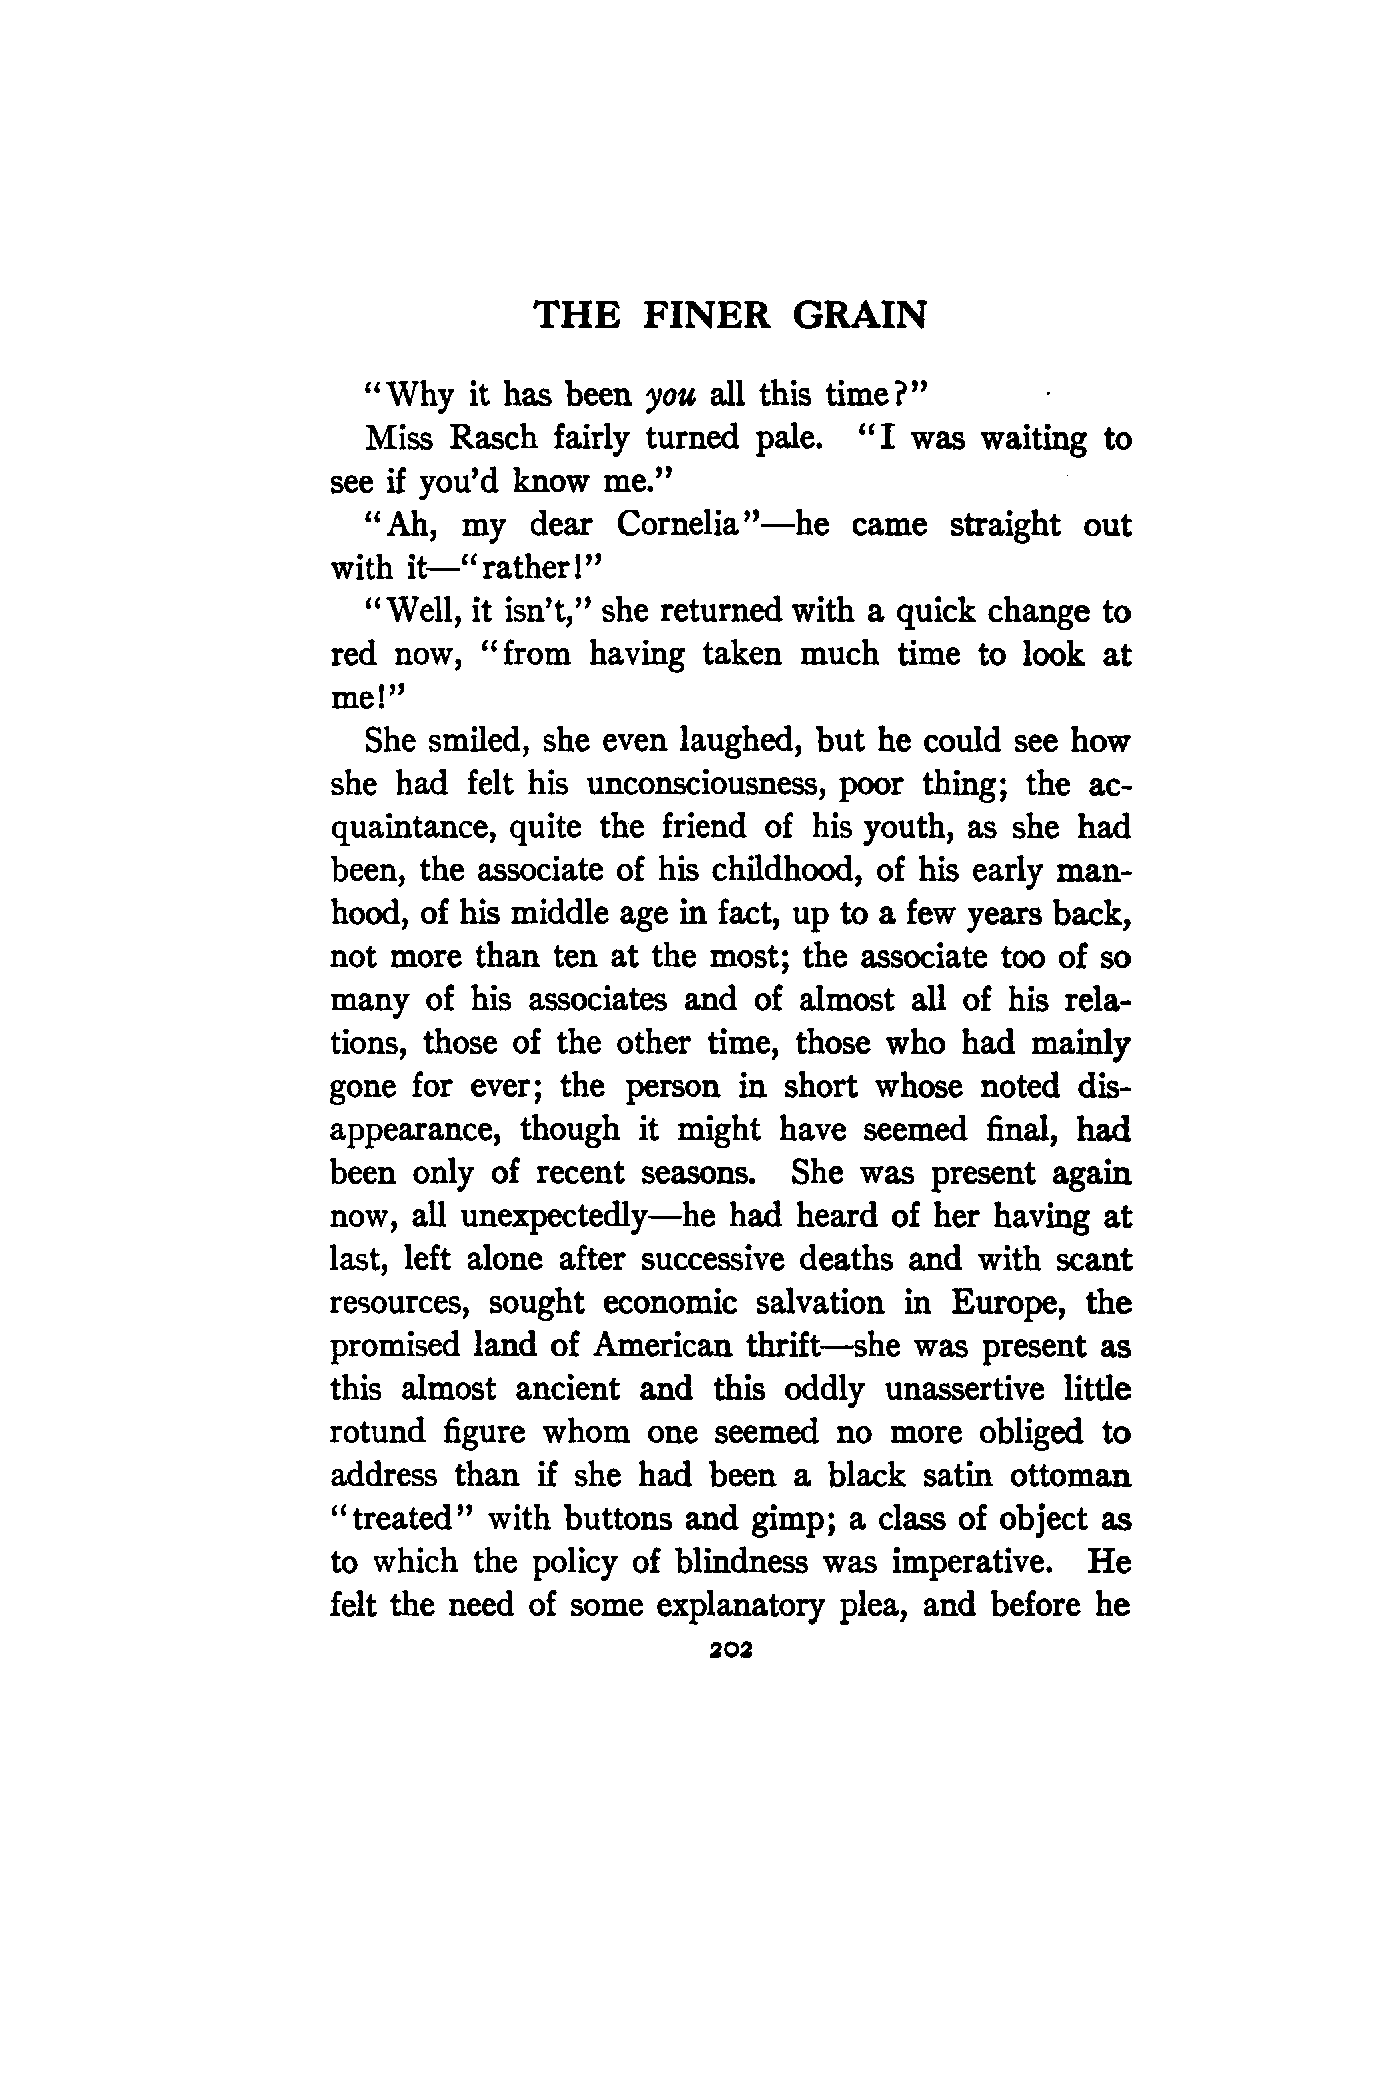 THE FINER GRAIN
"Why it has been you all this time?"
Miss Rasch fairly turned pale. "I was waiting to
see if you'd know me."
"Ah, my dear Cornelia"—he came straight out
with it—"rather!"
"Well, it isn't," she returned with a quick change to
red now, "from having taken much time to look at
me!"
She smiled, she even laughed, but he could see how
she had felt his unconsciousness, poor thing; the ac-
quaintance, quite the friend of his youth, as she had
been, the associate of his childhood, of his early man-
hood, of his middle age in fact, up to a few years back,
not more than ten at the most; the associate too of so
many of his associates and of almost all of his rela-
tions, those of the other time, those who had mainly
gone for ever; the person in short whose noted dis-
appearance, though it might have seemed final, had
been only of recent seasons. She was present again
now, all unexpectedly—he had heard of her having at
last, left alone after successive deaths and with scant
resources, sought economic salvation in Europe, the
promised land of American thrift—she was present as
this almost ancient and this oddly unassertive little
rotund figure whom one seemed no more obliged to
address than if she had been a black satin ottoman
"treated" with buttons and gimp; a class of object as
to which the policy of blindness was imperative. He
felt the need of some explanatory plea, and before he
202